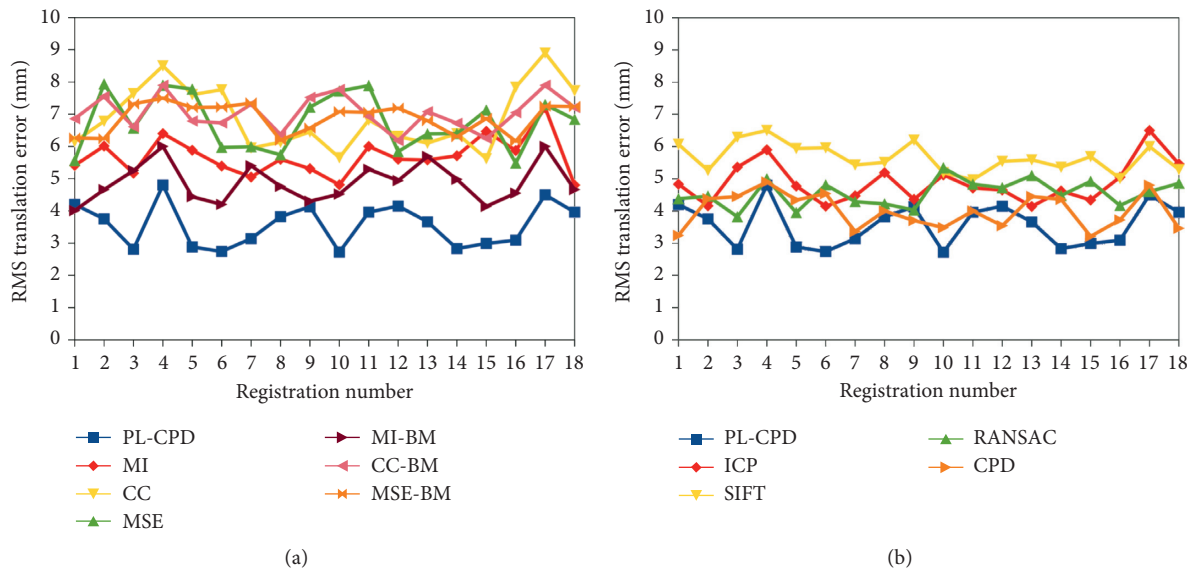 RMS translation error (mm)
10
9
8
7
6
5
4
3
2
1
0
1 2 3 4 5 6 7 8 9 10 11 12 13 14 15 16 17 18
Registration number
PL-CPD
MI
CC
MSE
MI-BM
CC-BM
MSE-BM
(a)
RMS translation error (mm)
10
9
8
7
6
5
4
3
2
1
0
1 2 3 4 5 6 7 8 9 10 11 12 13 14 15 16 17 18
Registration number
PL-CPD
ICP
SIFT
RANSAC
CPD
(b)